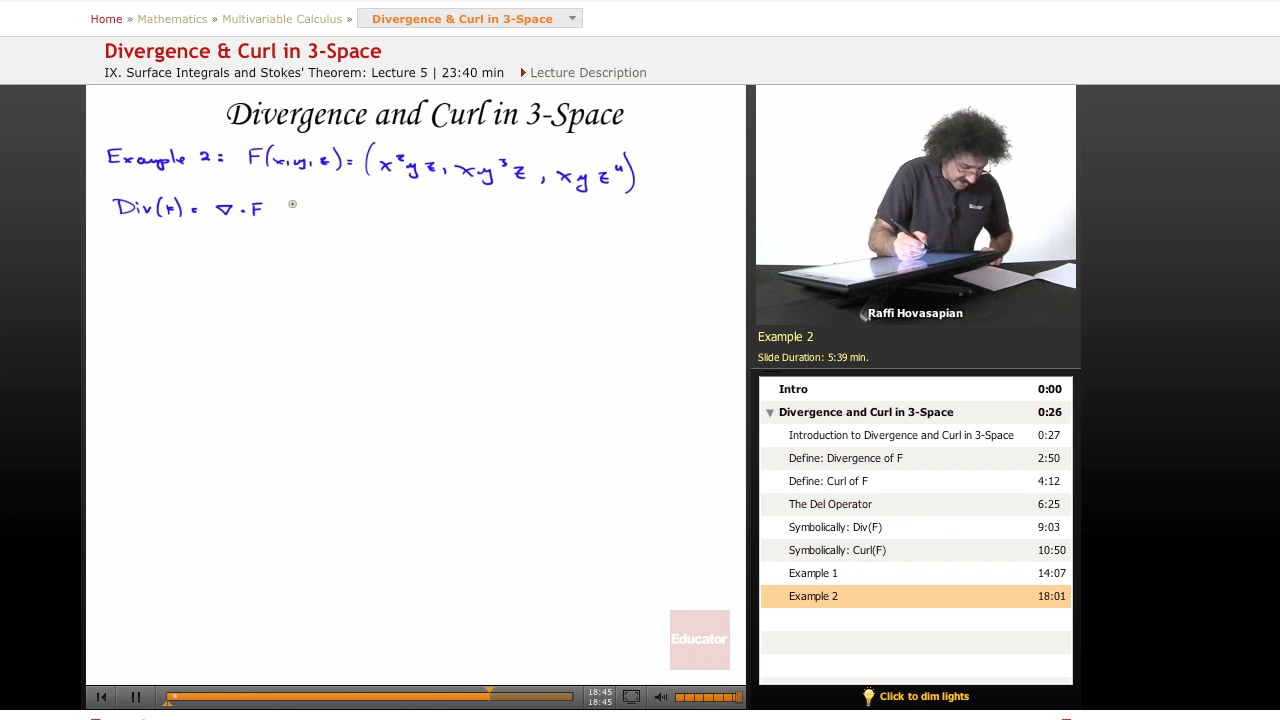 Home » Mathematics » Multivariable Calculus » Divergence & Curl in 3-Space
Divergence & Curl in 3-Space
IX. Surface Integrals and Stokes' Theorem: Lecture 5 | 23:40 min Lecture Description
Divergence and Curl in 3-Space
Example 2: F(x,y,z) = (x²yz, xy³z, xyz⁴)
Div(F) = ∇ · F
Educator
18:45
18:45
Raffi Hovasapian
Example 2
Slide Duration: 5:39 min.
Intro 0:00
Divergence and Curl in 3-Space 0:26
Introduction to Divergence and Curl in 3-Space 0:27
Define: Divergence of F 2:50
Define: Curl of F 4:12
The Del Operator 6:25
Symbolically: Div(F) 9:03
Symbolically: Curl(F) 10:50
Example 1 14:07
Example 2 18:01
Click to dim lights